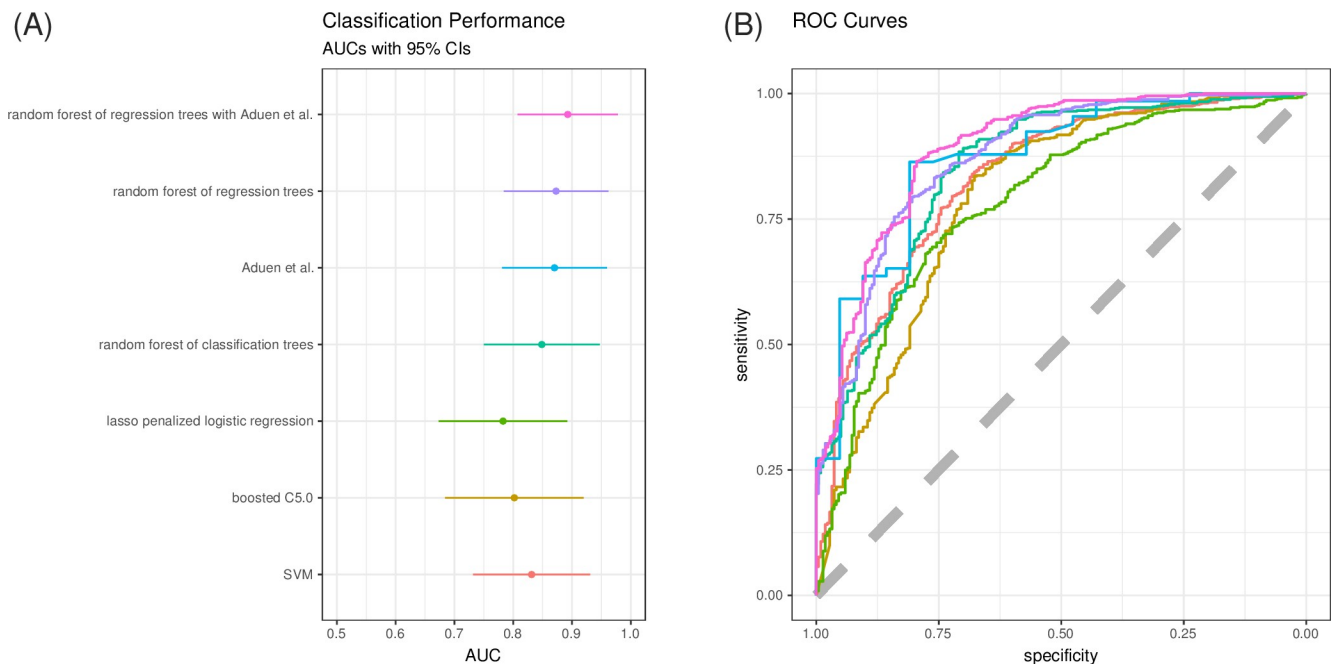 (A)
Classification Performance
AUCs with 95% CIs
random forest of regression trees with Aduen et al.
random forest of regression trees
Aduen et al.
random forest of classification trees
lasso penalized logistic regression
boosted C5.0
SVM
0.5 0.6 0.7 0.8 0.9 1.0
AUC
(B)
ROC Curves
sensitivity
1.00
0.75
0.50
0.25
0.00
1.00 0.75 0.50 0.25 0.00
specificity